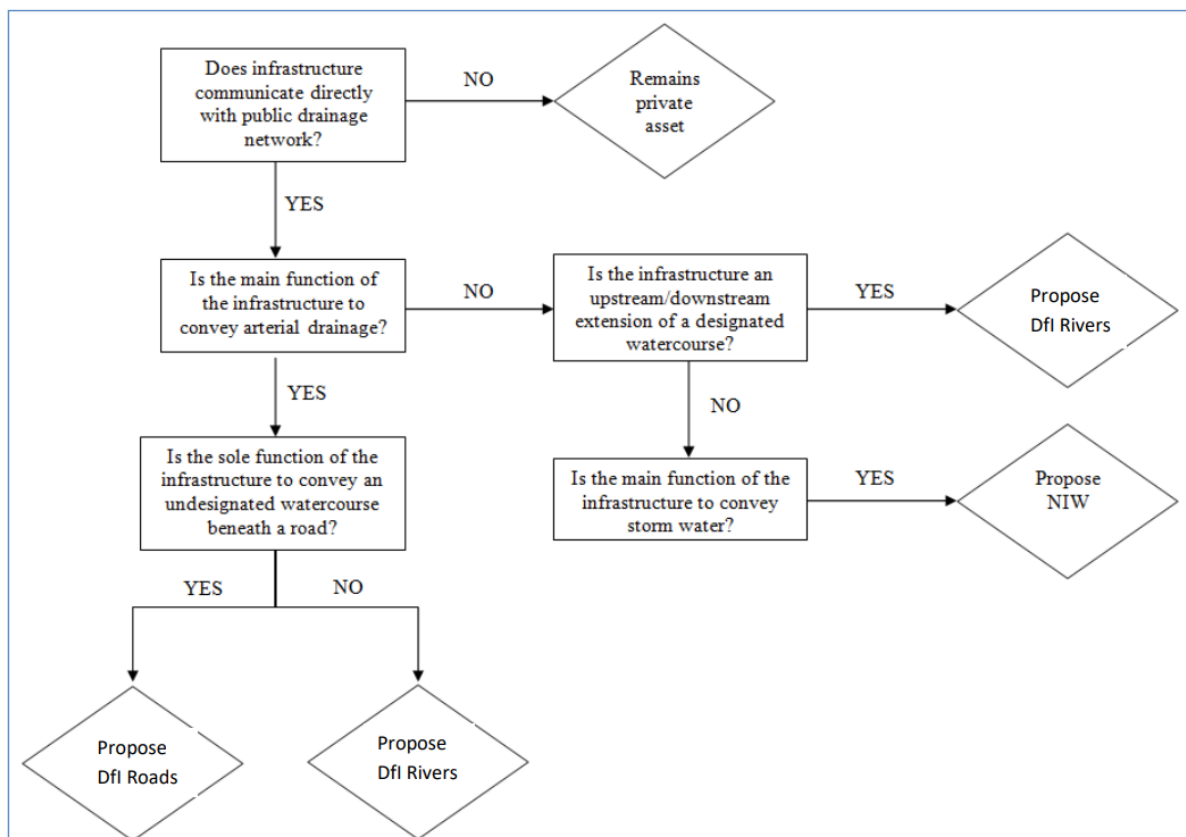 Does infrastructure
communicate directly
with public drainage
network?
NO
Remains
private
asset
YES
Is the main function of
the infrastructure to
convey arterial drainage?
NO
Is the infrastructure an
upstream/downstream
extension of a designated
watercourse?
YES
Propose
DfI Rivers
YES
NO
Is the sole function of the
infrastructure to convey an
undesignated watercourse
beneath a road?
Is the main function of the
infrastructure to convey
storm water?
YES
Propose
NIW
YES
NO
Propose
DfI Roads
Propose
DfI Rivers